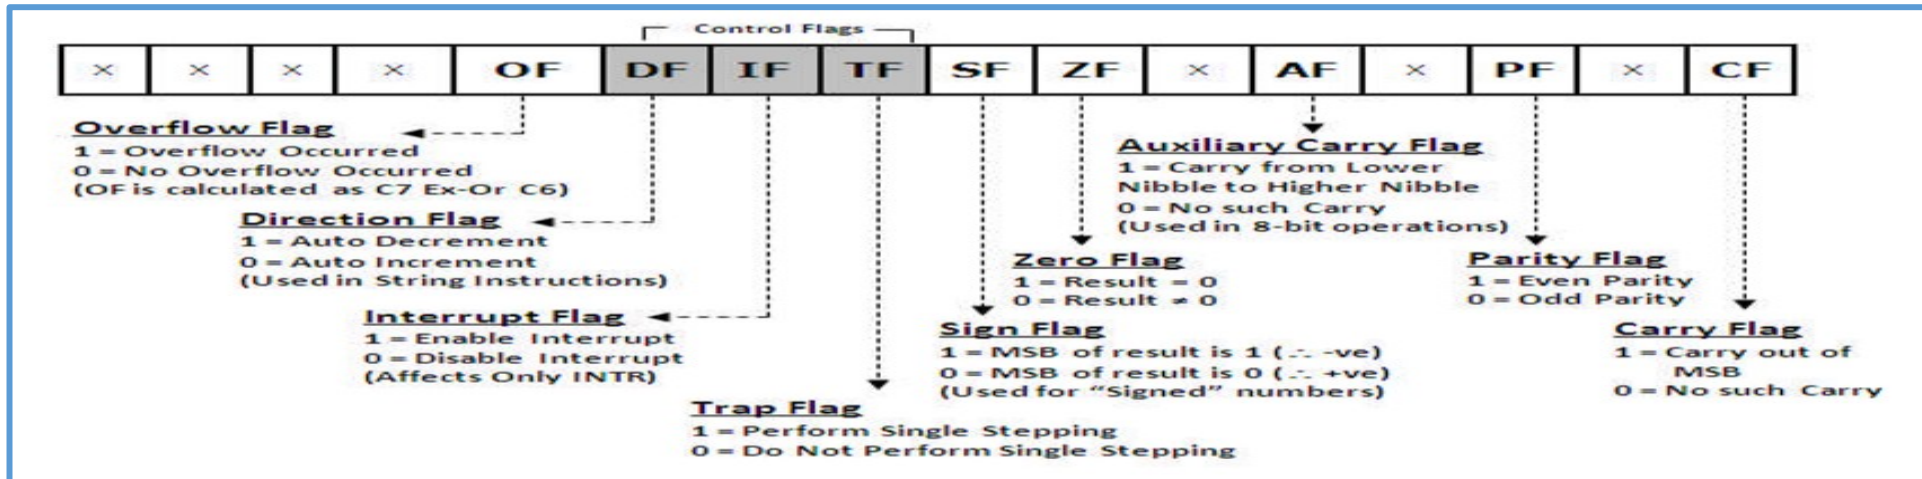 Control Flags
× × × × OF DF IF TF SF ZF × AF × PF × CF
Overflow Flag
1 = Overflow Occurred
0 = No Overflow Occurred
(OF is calculated as C7 Ex-Or C6)
Direction Flag
1 = Auto Decrement
0 = Auto Increment
(Used in String Instructions)
Interrupt Flag
1 = Enable Interrupt
0 = Disable Interrupt
(Affects Only INTR)
Trap Flag
1 = Perform Single Stepping
0 = Do Not Perform Single Stepping
Sign Flag
1 = MSB of result is 1 (∴ -ve)
0 = MSB of result is 0 (∴ +ve)
(Used for “Signed” numbers)
Zero Flag
1 = Result = 0
0 = Result ≠ 0
Auxiliary Carry Flag
1 = Carry from Lower
Nibble to Higher Nibble
0 = No such Carry
(Used in 8-bit operations)
Parity Flag
1 = Even Parity
0 = Odd Parity
Carry Flag
1 = Carry out of
MSB
0 = No such Carry